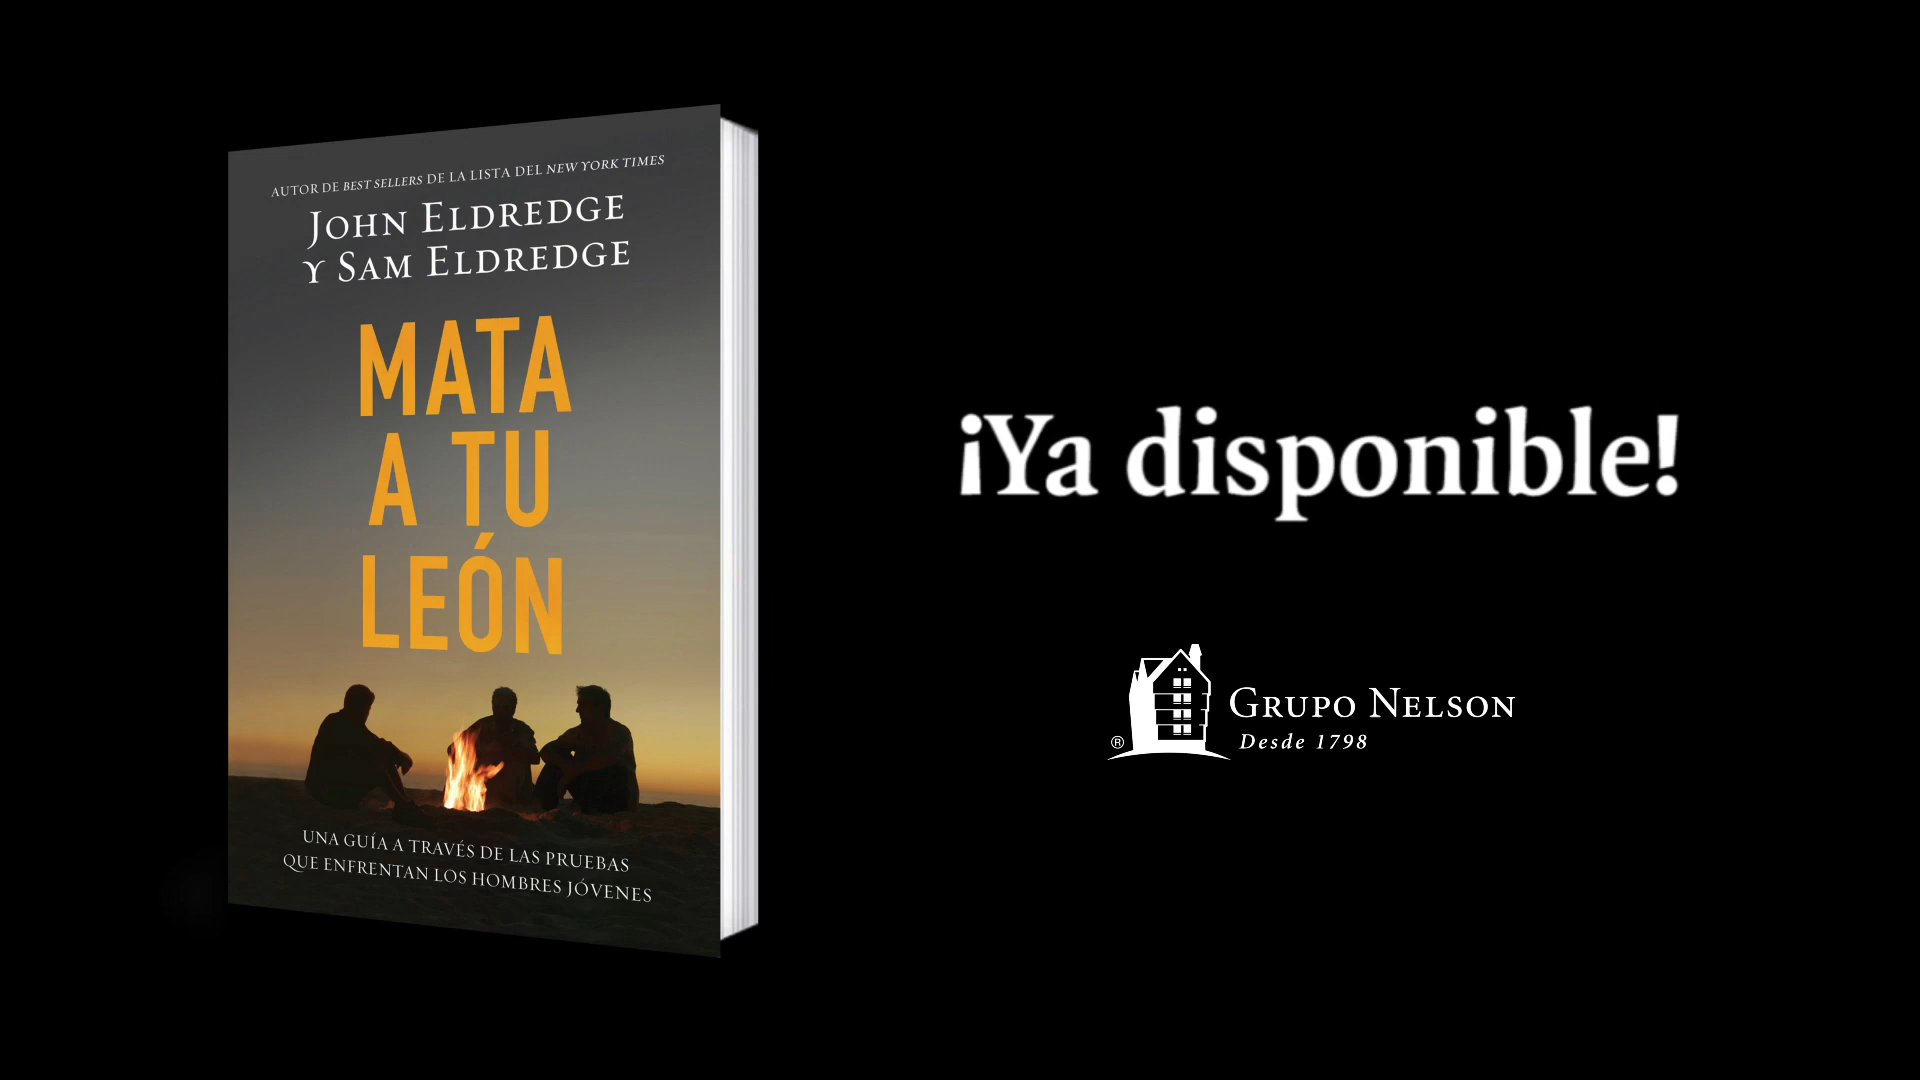 AUTOR DE BEST SELLERS DE LA LISTA DEL NEW YORK TIMES
JOHN ELDREDGE
Y SAM ELDREDGE
MATA
A TU
LEÓN
UNA GUÍA A TRAVÉS DE LAS PRUEBAS
QUE ENFRENTAN LOS HOMBRES JÓVENES
¡Ya disponible!
GRUPO NELSON
Desde 1798
®